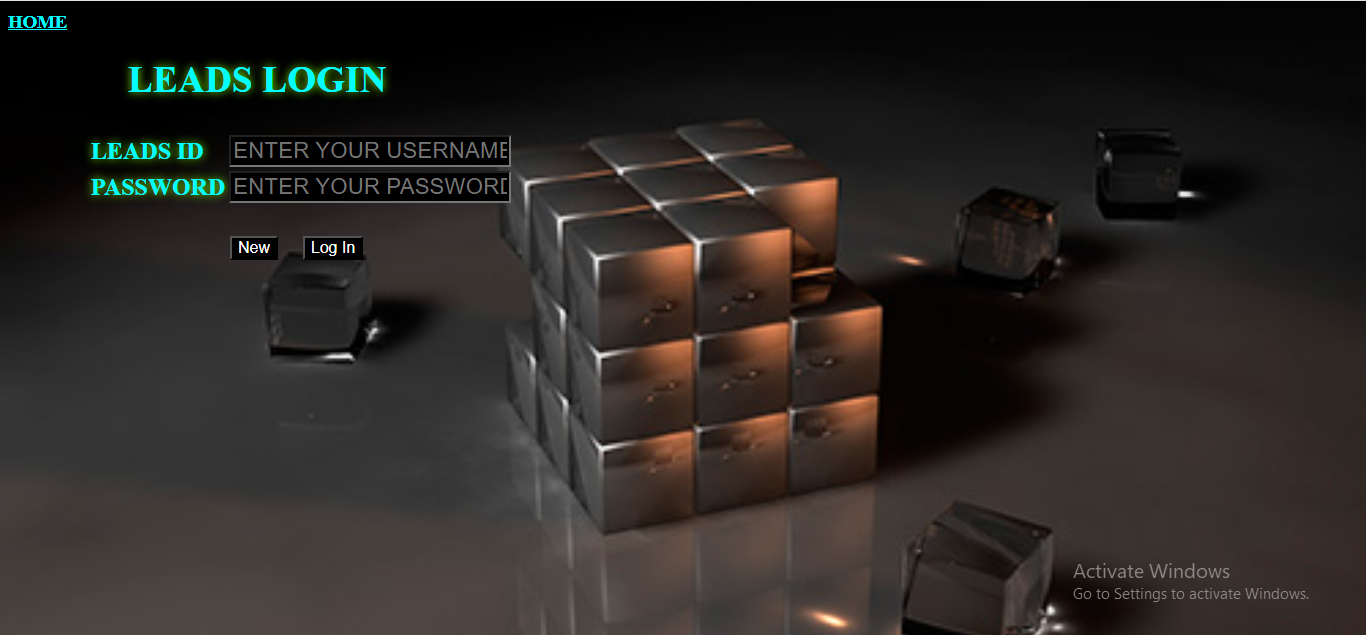 HOME
LEADS LOGIN
LEADS ID ENTER YOUR USERNAME
PASSWORD ENTER YOUR PASSWORD
New Log In
Activate Windows
Go to Settings to activate Windows.